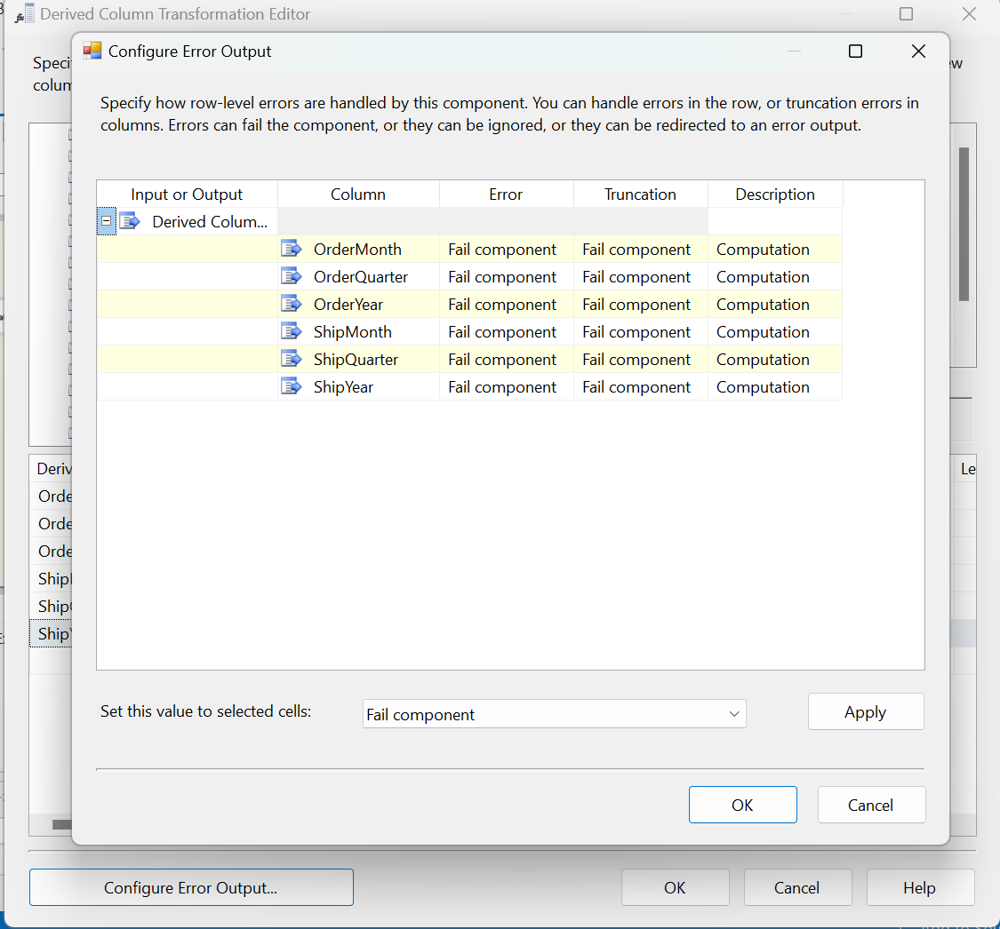 Derived Column Transformation Editor
Configure Error Output
Speci
ew
colum
Specify how row-level errors are handled by this component. You can handle errors in the row, or truncation errors in
columns. Errors can fail the component, or they can be ignored, or they can be redirected to an error output.
Input or Output Column Error Truncation Description
Derived Colum...
OrderMonth Fail component Fail component Computation
OrderQuarter Fail component Fail component Computation
OrderYear Fail component Fail component Computation
ShipMonth Fail component Fail component Computation
ShipQuarter Fail component Fail component Computation
ShipYear Fail component Fail component Computation
Deriv
Le
Orde
Orde
Orde
Ship
Ship
Ship
Set this value to selected cells: Fail component Apply
OK Cancel
Configure Error Output... OK Cancel Help